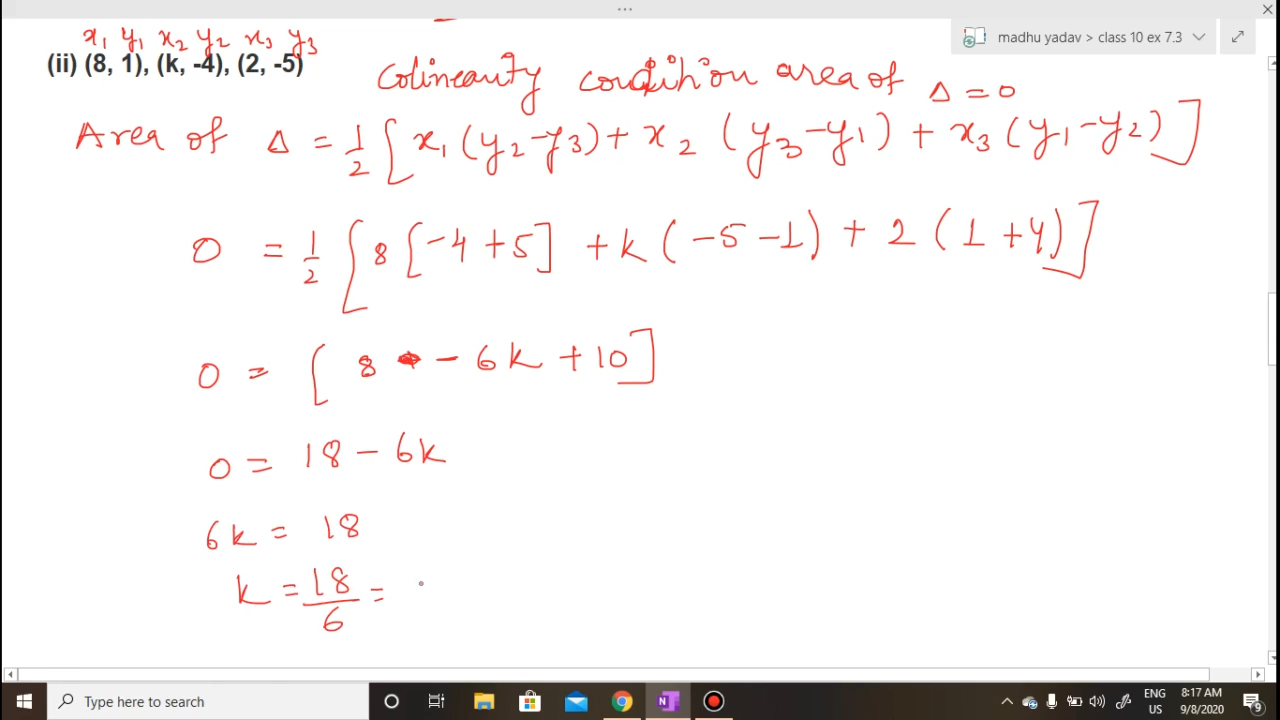 madhu yadav > class 10 ex 7.3
x₁ y₁ x₂ y₂ x₃ y₃
(ii) (8, 1), (k, -4), (2, -5)
Colinearity condition area of Δ = 0
Area of Δ = 1/2 [x₁(y₂-y₃)+ x₂ (y₃-y₁) + x₃(y₁-y₂)]
0 = 1/2 [8[-4+5] +k(-5-1) + 2(1+4)]
0 = [8 - 6k +10]
0 = 18 - 6k
6k = 18
k = 18/6 =
Type here to search
ENG
US
8:17 AM
9/8/2020
9